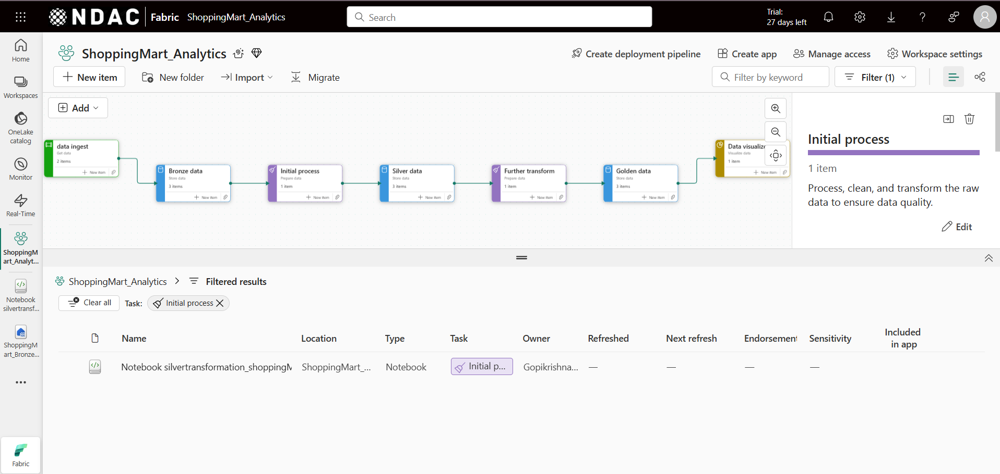 NDAC Fabric ShoppingMart_Analytics
Search
Trial:
27 days left
Home
Workspaces
OneLake
catalog
Monitor
Real-Time
ShoppingM
art_Analyt...
Notebook
silvertransf...
ShoppingM
art_Bronze...
Fabric
ShoppingMart_Analytics
Create deployment pipeline
Create app
Manage access
Workspace settings
New item
New folder
Import
Migrate
Filter by keyword
Filter (1)
Add
data ingest
Get data
2 items
New item
Bronze data
Store data
3 items
New item
Initial process
Prepare data
1 item
New item
Silver data
Store data
3 items
New item
Further transform
Prepare data
1 item
New item
Golden data
Store data
3 items
New item
Data visualize
Visualize data
1 item
New item
Initial process
1 item
Process, clean, and transform the raw
data to ensure data quality.
Edit
ShoppingMart_Analytics > Filtered results
Clear all Task: Initial process
Name Location Type Task Owner Refreshed Next refresh Endorsement Sensitivity Included
in app
Notebook silvertransformation_shoppingM ShoppingMart_... Notebook Initial p... Gopikrishna... — — — —